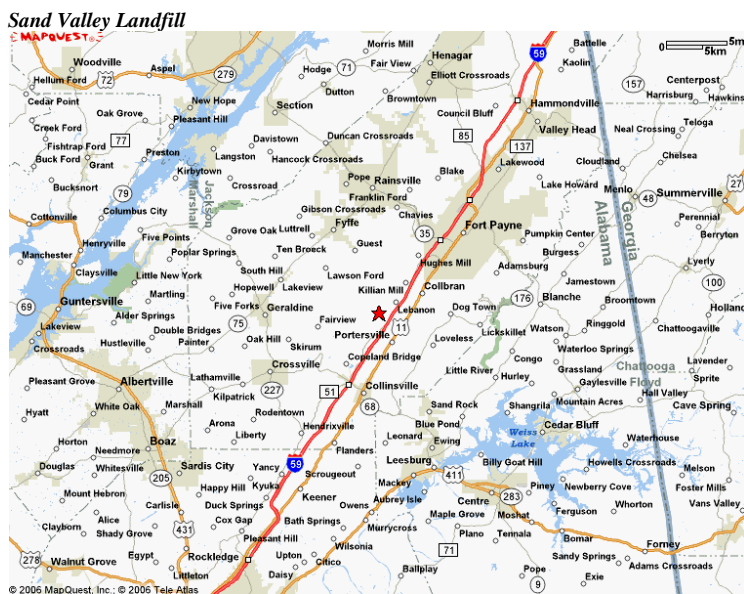 Sand Valley Landfill
MAPQUEST
Woodville
72
Aspel
279
Hodge
71
Morris Mill
Fair View
Henegar
59
Battelle
Kaolin
5mi
5km
Hellum Ford
Cedar Point
Oak Grove
New Hope
Dutton
Elliott Crossroads
157
Centerpost
Harrisburg
Hawkins
Section
Browntown
Hammondville
Creek Ford
77
Pleasant Hill
Council Bluff
Teloga
Fishtrap Ford
Davistown
Duncan Crossroads
85
Valley Head
Neal Crossing
Buck Ford
Grant
Preston
Langston
Hancock Crossroads
137
Cloudland
Chelsea
Kirbytown
Lakewood
Bucksnort
79
Jackson
Marshall
Crossroad
Pope
Rainsville
Blake
Lake Howard
Menlo
48
Summerville
27
Franklin Ford
Columbus City
Gibson Crossroads
Chavies
Cottonville
Fyffe
35
Perennial
Henryville
Five Points
Grove Oak
Luttrell
Fort Payne
Pumpkin Center
Berryton
Manchester
Poplar Springs
Ten Broeck
Guest
Burgess
Georgia
Alabama
Claysville
South Hill
Hughes Mill
Adamsburg
Lyerly
Little New York
Lawson Ford
Jamestown
100
Hopewell
Lakeview
Killian Mill
Collbran
69
Guntersville
Martling
176
Blanche
Broomtown
Five Forks
Geraldine
Lebanon
Dog Town
Holland
Alder Springs
75
Fairview
Portersville
11
Lickskillet
Watson
Ringgold
Chattoogaville
Lakeview
Double Bridges
Crossroads
Hustleville
Painter
Oak Hill
Skirum
Loveless
Waterloo Springs
Copeland Bridge
Congo
Lavender
Crossville
Little River
Grassland
Chattooga
Floyd
Sprite
Pleasant Grove
Albertville
Lathamville
51
Collinsville
Hurley
Gaylesville
227
Kilpatrick
Hall Valley
White Oak
Marshall
68
Sand Rock
Shangrila
Mountain Acres
Cave Spring
Hyatt
Rodentown
Arona
Hendrixville
Blue Pond
Weiss
Lake
Cedar Bluff
Horton
Boaz
Liberty
Leonard
Ewing
Waterhouse
Needmore
Flanders
Douglas
Whitesville
Sardis City
Yancy
59
Scrougeout
Leesburg
Billy Goat Hill
Howells Crossroads
Melson
205
Kyuka
Mackey
411
Mount Hebron
Happy Hill
Keener
Aubrey Isle
Centre
283
Piney
Newberry Cove
Foster Mills
Carlisle
Duck Springs
Owens
Whorton
Vans Valley
Alice
Cox Gap
Bath Springs
Maple Grove
Moshat
Ferguson
Clayborn
Shady Grove
431
Murrycross
Plano
Tennala
Pleasant Hill
71
Bomar
Forney
278
Walnut Grove
Egypt
Rockledge
Upton
Wilsonia
Sandy Springs
Adams Crossroads
Littleton
Daisy
Citico
Ballplay
Pope
9
Exie
© 2006 MapQuest, Inc.; © 2006 Tele Atlas